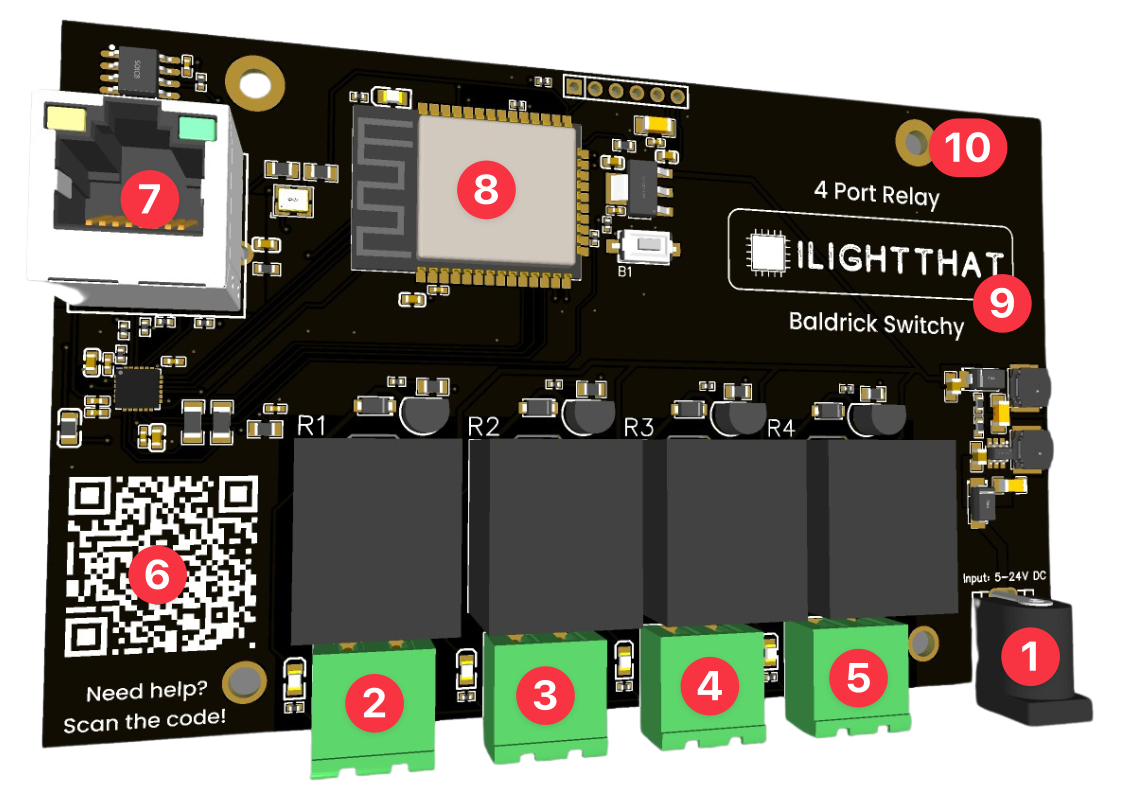 SOIC8
7
8
10
4 Port Relay
ILIGHTTHAT
9
Baldrick Switchy
B1
R1
R2
R3
R4
6
Input: 5-24V DC
1
2
3
4
5
Need help?
Scan the code!